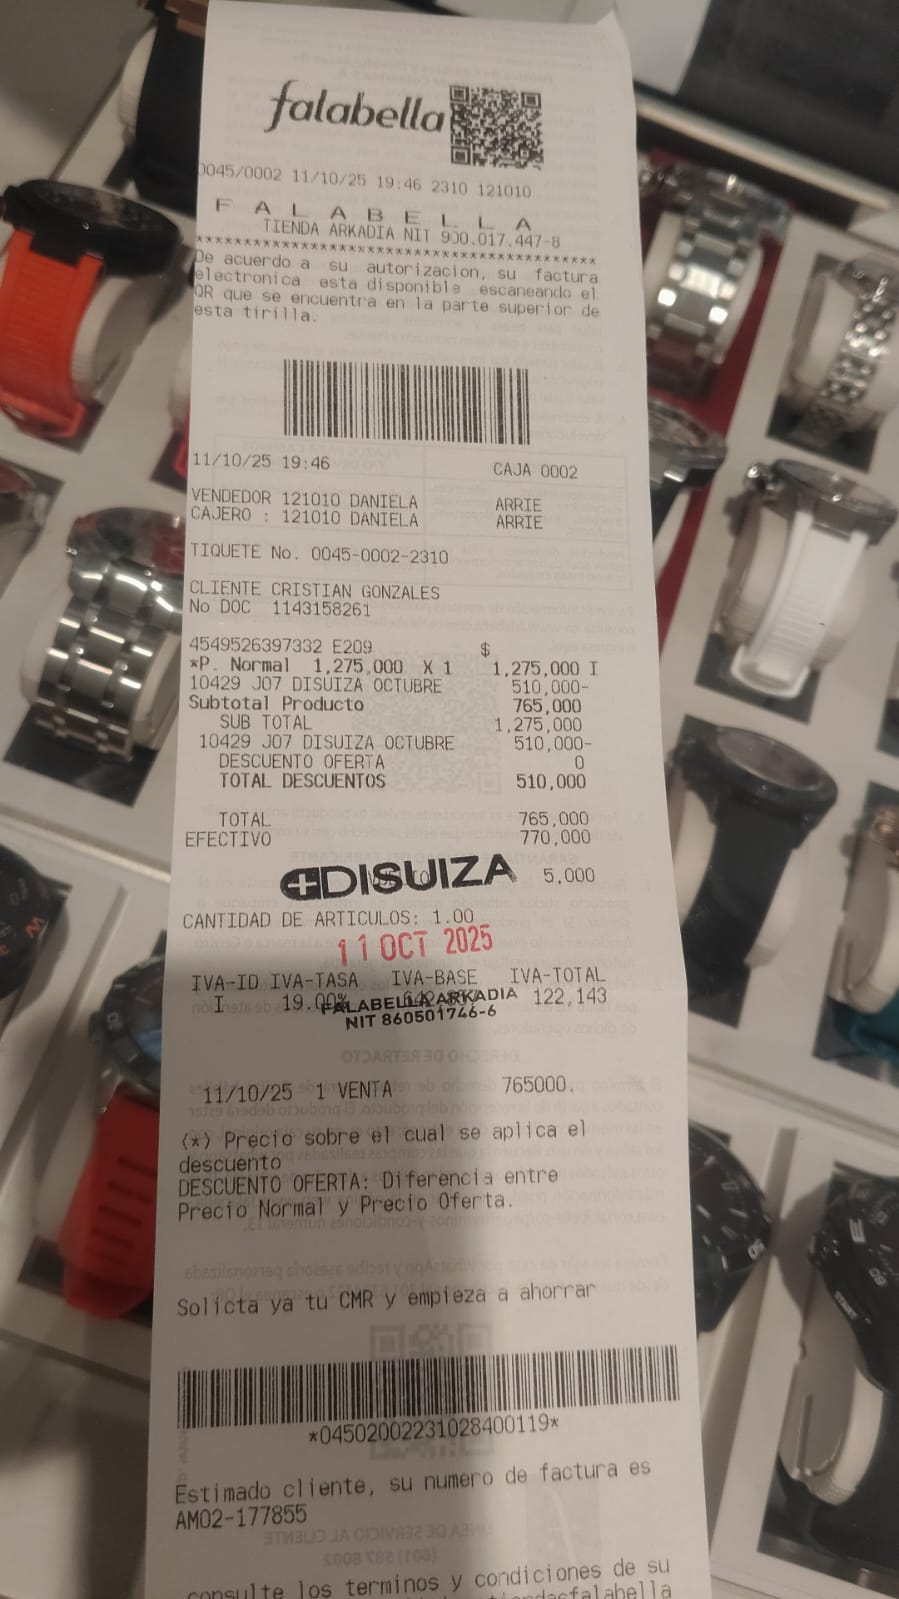 falabella
0045/0002 11/10/25 19:46 2310 121010
F A L A B E L L A
TIENDA ARKADIA NIT 900.017.447-8
******************************************
De acuerdo a su autorizacion, su factura
electronica esta disponible escaneando el
QR que se encuentra en la parte superior de
esta tirilla.
11/10/25 19:46 CAJA 0002
VENDEDOR 121010 DANIELA ARRIE
CAJERO : 121010 DANIELA ARRIE
TIQUETE No. 0045-0002-2310
CLIENTE CRISTIAN GONZALES
No DOC 1143158261
4549526397332 E209 $
*P. Normal 1,275,000 X 1 1,275,000 I
10429 J07 DISUIZA OCTUBRE 510,000-
Subtotal Producto 765,000
SUB TOTAL 1,275,000
10429 J07 DISUIZA OCTUBRE 510,000-
DESCUENTO OFERTA 0
TOTAL DESCUENTOS 510,000
TOTAL 765,000
EFECTIVO 770,000
DISUIZA 5,000
CANTIDAD DE ARTICULOS: 1.00
11 OCT 2025
IVA-ID IVA-TASA IVA-BASE IVA-TOTAL
I 19.00% 122,143
FALABELLA ARKADIA
NIT 860501746-6
11/10/25 1 VENTA 765000.
(*) Precio sobre el cual se aplica el
descuento
DESCUENTO OFERTA: Diferencia entre
Precio Normal y Precio Oferta.
Solicta ya tu CMR y empieza a ahorrar
*045020022310284001​19*
Estimado cliente, su numero de factura es
AM02-177855
consulte los terminos y condiciones de su